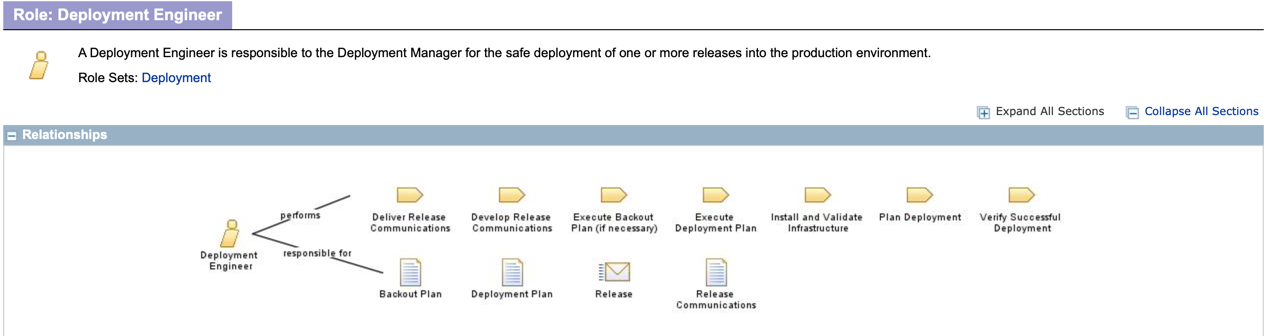 Role: Deployment Engineer
A Deployment Engineer is responsible to the Deployment Manager for the safe deployment of one or more releases into the production environment.
Role Sets: Deployment
Expand All Sections Collapse All Sections
Relationships
performs
Deliver Release
Communications
Develop Release
Communications
Execute Backout
Plan (if necessary)
Execute
Deployment Plan
Install and Validate
Infrastructure
Plan Deployment
Verify Successful
Deployment
Deployment
Engineer
responsible for
Backout Plan
Deployment Plan
Release
Release
Communications